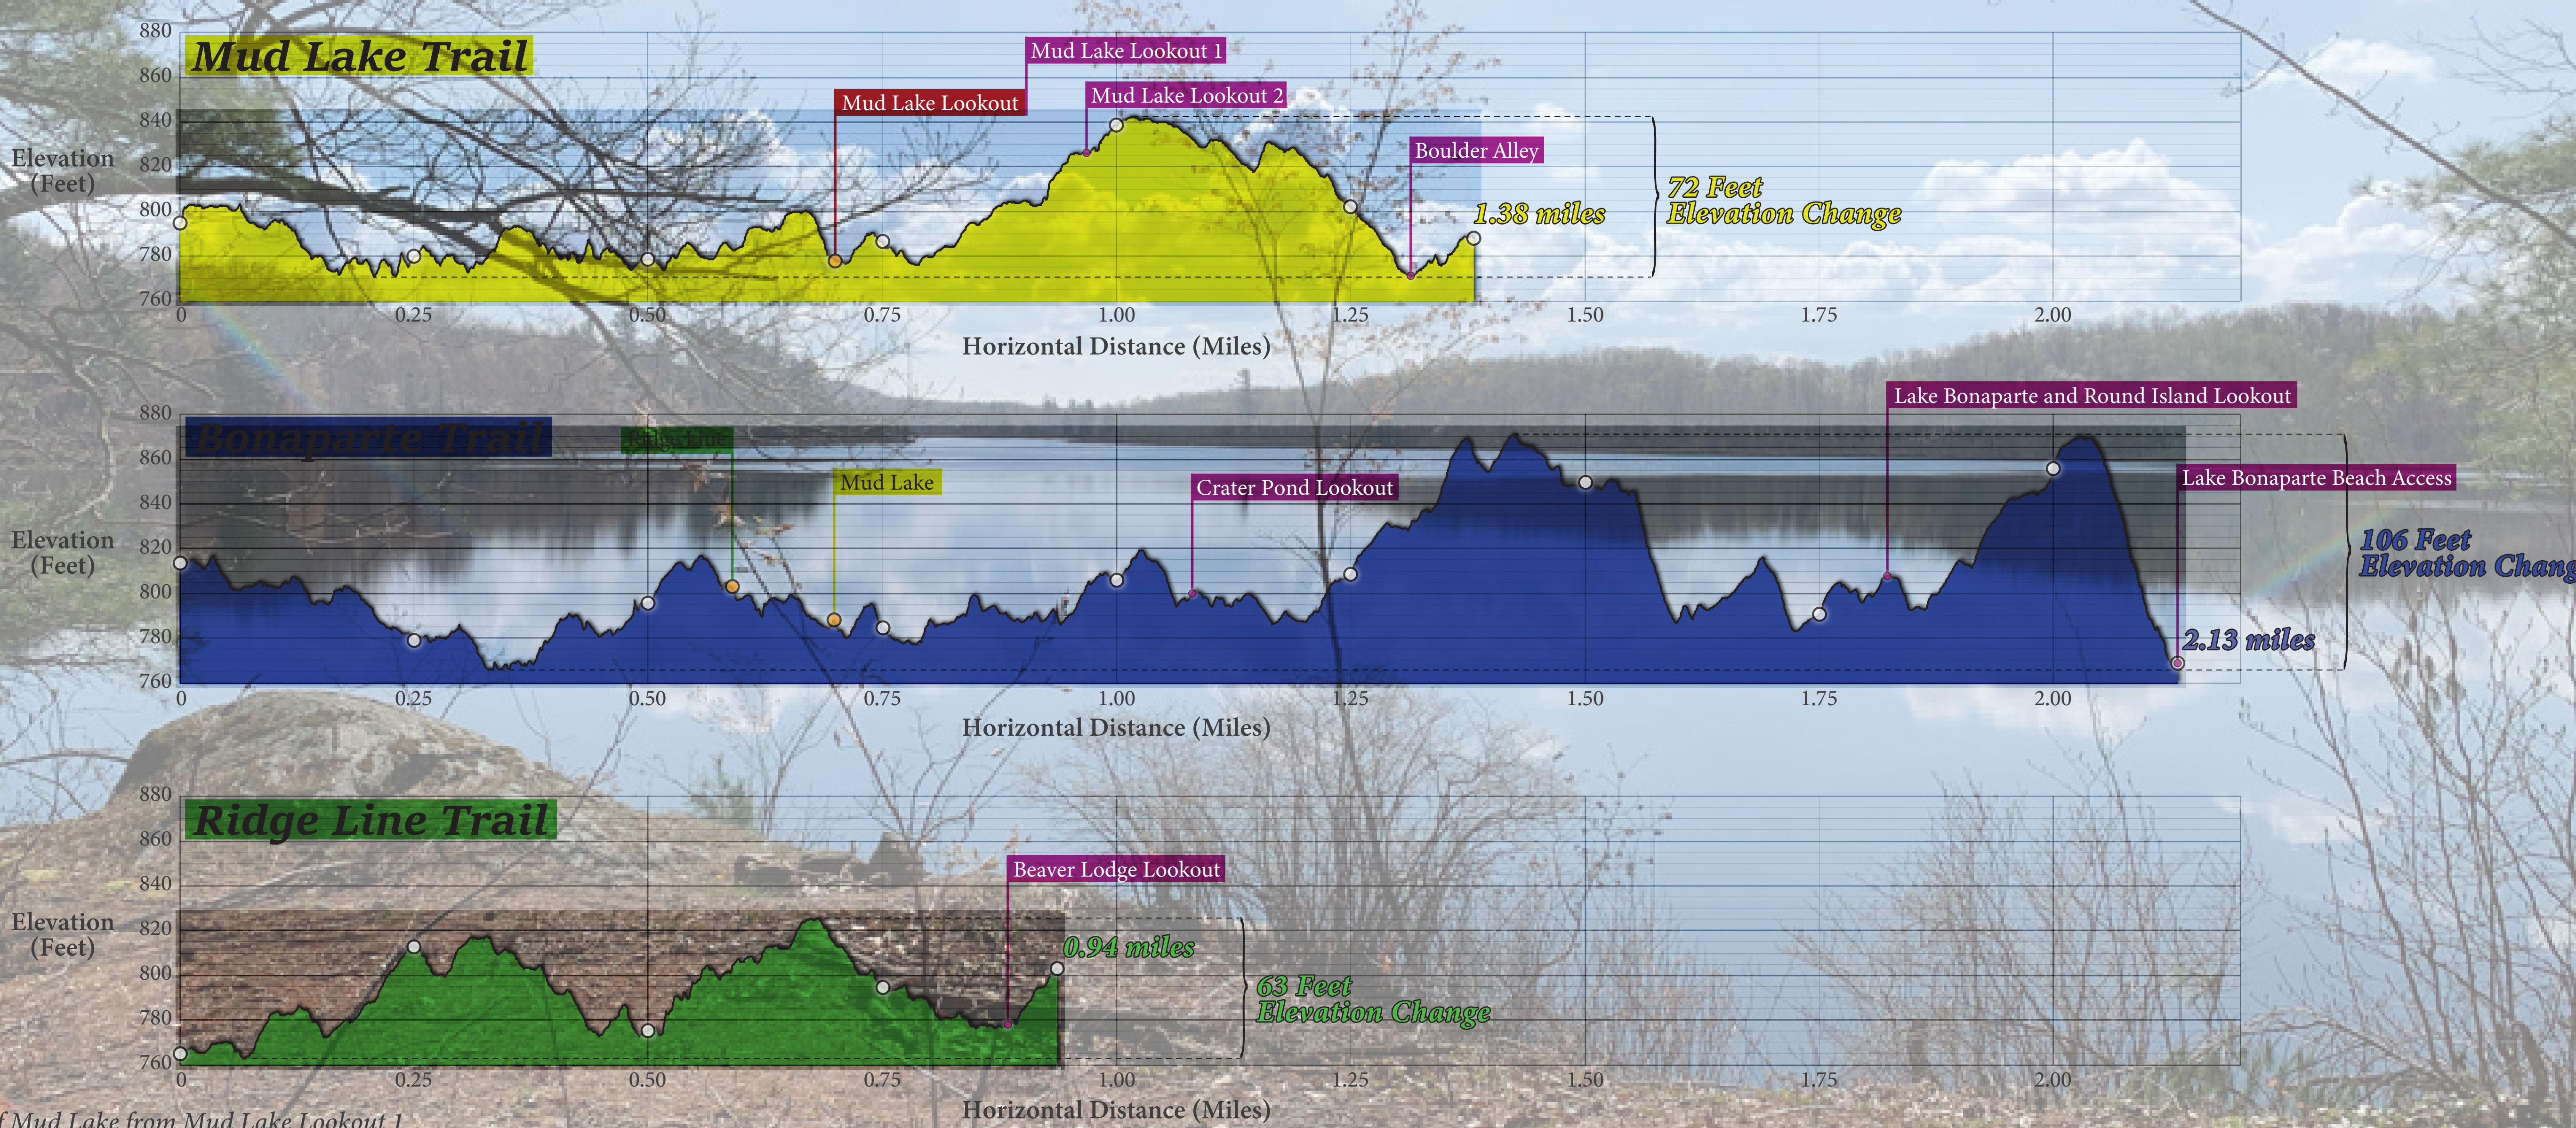 880
Mud Lake Trail
Mud Lake Lookout 1
860
Mud Lake Lookout 2
Mud Lake Lookout
840
Boulder Alley
Elevation
(Feet)
820
72 Feet
Elevation Change
800
1.38 miles
780
760
0 0.25 0.50 0.75 1.00 1.25 1.50 1.75 2.00
Horizontal Distance (Miles)
Lake Bonaparte and Round Island Lookout
880
Bonaparte Trail
Ridge Line
860
Mud Lake
Crater Pond Lookout
Lake Bonaparte Beach Access
840
Elevation
(Feet)
820
106 Feet
Elevation Chang
800
780
2.13 miles
760
0 0.25 0.50 0.75 1.00 1.25 1.50 1.75 2.00
Horizontal Distance (Miles)
880
Ridge Line Trail
860
Beaver Lodge Lookout
840
Elevation
(Feet)
820
0.94 miles
800
63 Feet
Elevation Change
780
760
0 0.25 0.50 0.75 1.00 1.25 1.50 1.75 2.00
Horizontal Distance (Miles)
f Mud Lake from Mud Lake Lookout 1